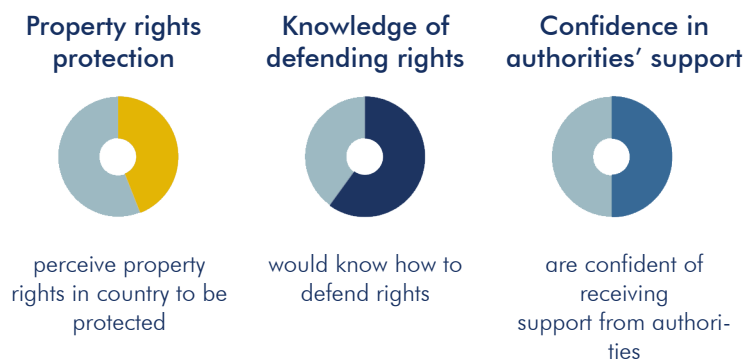 Property rights
protection
Knowledge of
defending rights
Confidence in
authorities’ support
perceive property
rights in country to be
protected
would know how to
defend rights
are confident of
receiving
support from authori-
ties